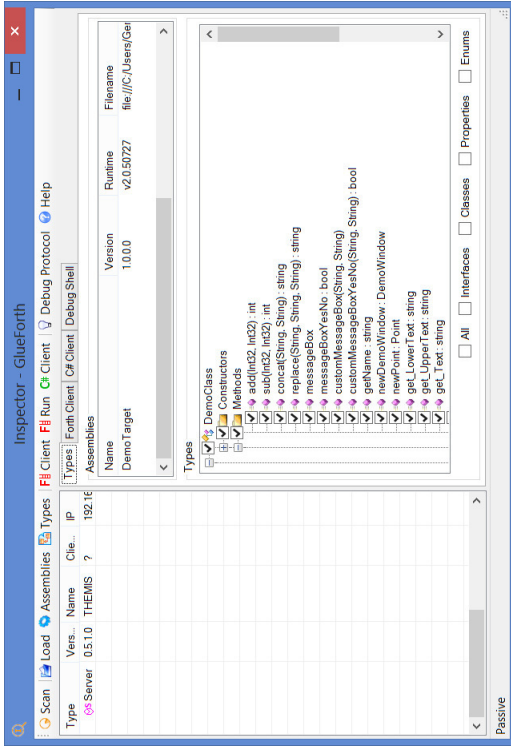 Inspector - GlueForth
Scan Load Assemblies Types F# Client F# Run C# Client Debug Protocol Help
Type Vers... Name Clie... IP
Server 0.5.1.0 THEMIS ? 192.16
Types Forth Client C# Client Debug Shell
Assemblies
Name Version Runtime Filename
DemoTarget 1.0.0.0 v2.0.50727 file:///C:/Users/Ger
Types
DemoClass
Constructors
Methods
add(Int32, Int32) : int
sub(Int32, Int32) : int
concat(String, String) : string
replace(String, String, String) : string
messageBox
messageBoxYesNo : bool
customMessageBox(String, String)
customMessageBoxYesNo(String, String) : bool
getName : string
newDemoWindow : DemoWindow
newPoint : Point
get_LowerText : string
get_UpperText : string
get_Text : string
All Interfaces Classes Properties Enums
Passive